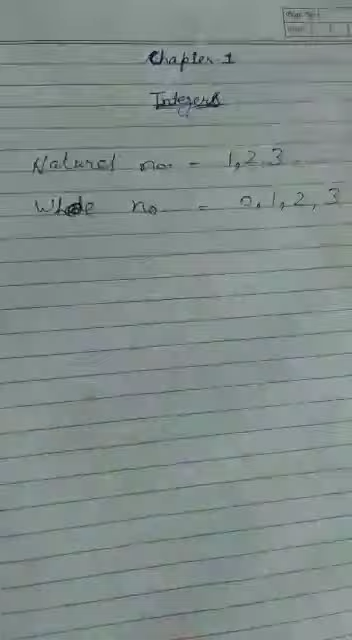 Chapter 1
Integers
Natural no. = 1, 2, 3
Whole no = 0, 1, 2, 3